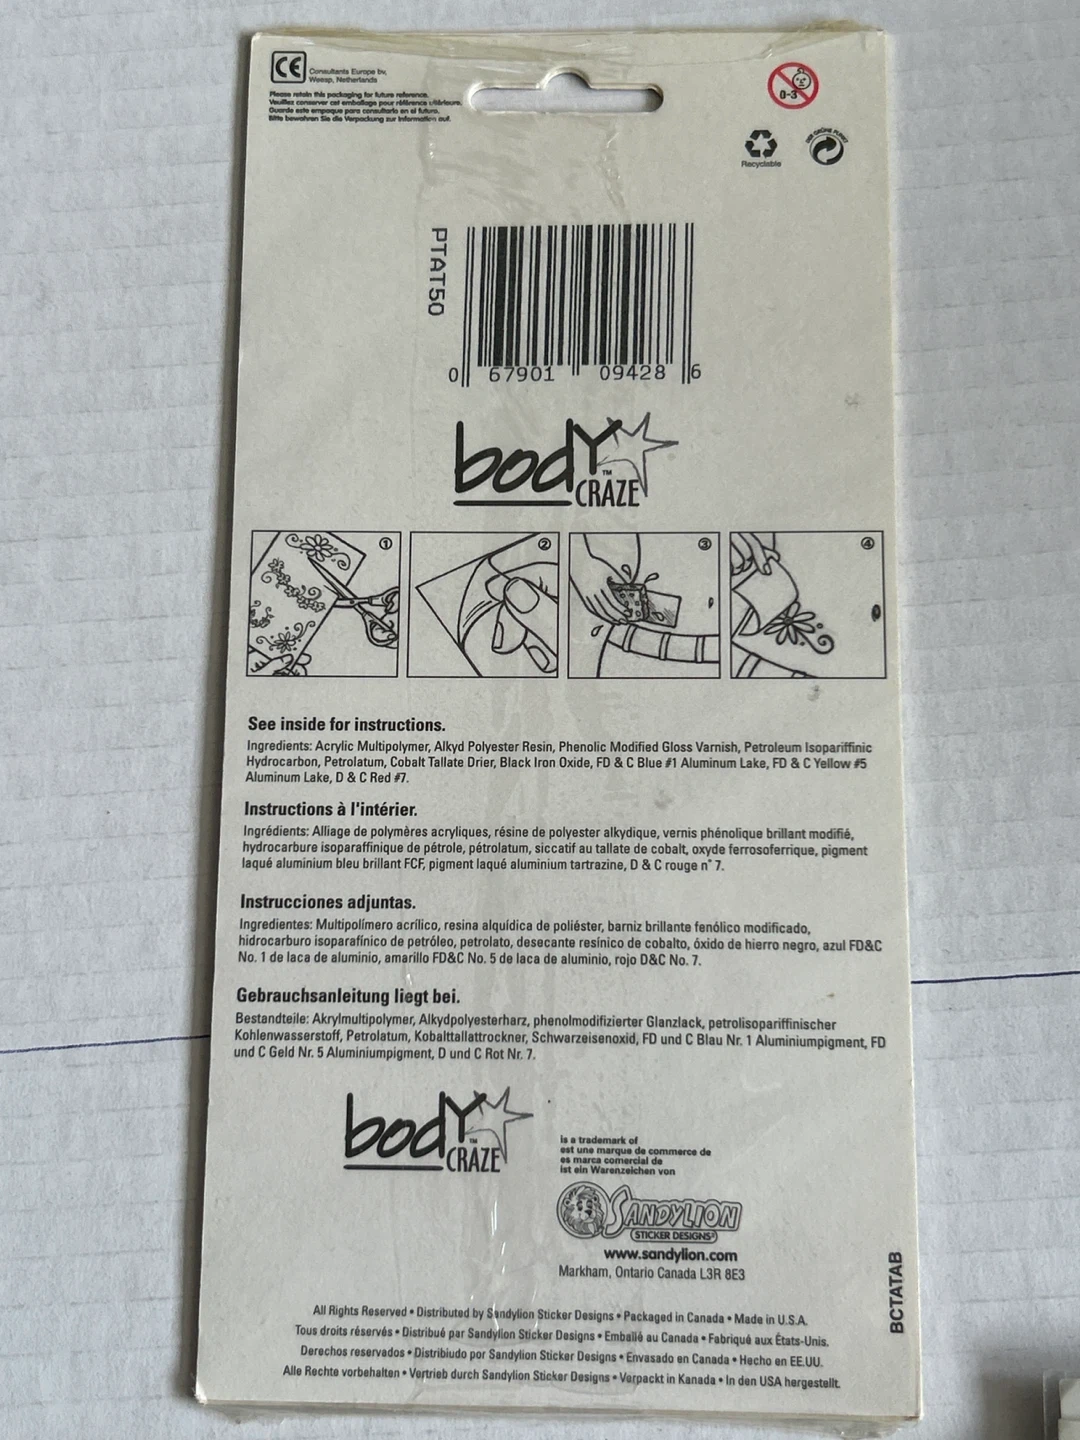 CE
Consultants Europe bv,
Weesp, Netherlands
Please retain this packaging for future reference.
Veuillez conserver cet emballage pour référence ultérieure.
Guarde este empaque para consultarlo en el futuro.
Bitte bewahren Sie die Verpackung zur Information auf.
0-3
Recyclable
DER GRÜNE PUNKT
PTAT50
0 67901 09428 6
body
CRAZE™
1
2
3
4
See inside for instructions.
Ingredients: Acrylic Multipolymer, Alkyd Polyester Resin, Phenolic Modified Gloss Varnish, Petroleum Isopariffinic
Hydrocarbon, Petrolatum, Cobalt Tallate Drier, Black Iron Oxide, FD & C Blue #1 Aluminum Lake, FD & C Yellow #5
Aluminum Lake, D & C Red #7.
Instructions à l'intérier.
Ingrédients: Alliage de polymères acryliques, résine de polyester alkydique, vernis phénolique brillant modifié,
hydrocarbure isoparaffinique de pétrole, pétrolatum, siccatif au tallate de cobalt, oxyde ferrosoferrique, pigment
laqué aluminium bleu brillant FCF, pigment laqué aluminium tartrazine, D & C rouge n° 7.
Instrucciones adjuntas.
Ingredientes: Multipolímero acrílico, resina alquídica de poliéster, barniz brillante fenólico modificado,
hidrocarburo isoparafínico de petróleo, petrolato, desecante resínico de cobalto, óxido de hierro negro, azul FD&C
No. 1 de laca de aluminio, amarillo FD&C No. 5 de laca de aluminio, rojo D&C No. 7.
Gebrauchsanleitung liegt bei.
Bestandteile: Akrylmultipolymer, Alkydpolyesterharz, phenolmodifizierter Glanzlack, petrolisopariffinischer
Kohlenwasserstoff, Petrolatum, Kobalttallattrockner, Schwarzeisenoxid, FD und C Blau Nr. 1 Aluminiumpigment, FD
und C Geld Nr. 5 Aluminiumpigment, D und C Rot Nr. 7.
body
CRAZE™
is a trademark of
est une marque de commerce de
es marca comercial de
ist ein Warenzeichen von
SANDYLION
STICKER DESIGNS®
www.sandylion.com
Markham, Ontario Canada L3R 8E3
BCTATAB
All Rights Reserved • Distributed by Sandylion Sticker Designs • Packaged in Canada • Made in U.S.A.
Tous droits réservés • Distribué par Sandylion Sticker Designs • Emballé au Canada • Fabriqué aux États-Unis.
Derechos reservados • Distribiudo por Sandylion Sticker Designs • Envasado en Canada • Hecho en EE.UU.
Alle Rechte vorbehalten • Vertrieb durch Sandylion Sticker Designs • Verpackt in Kanada • In den USA hergestellt.